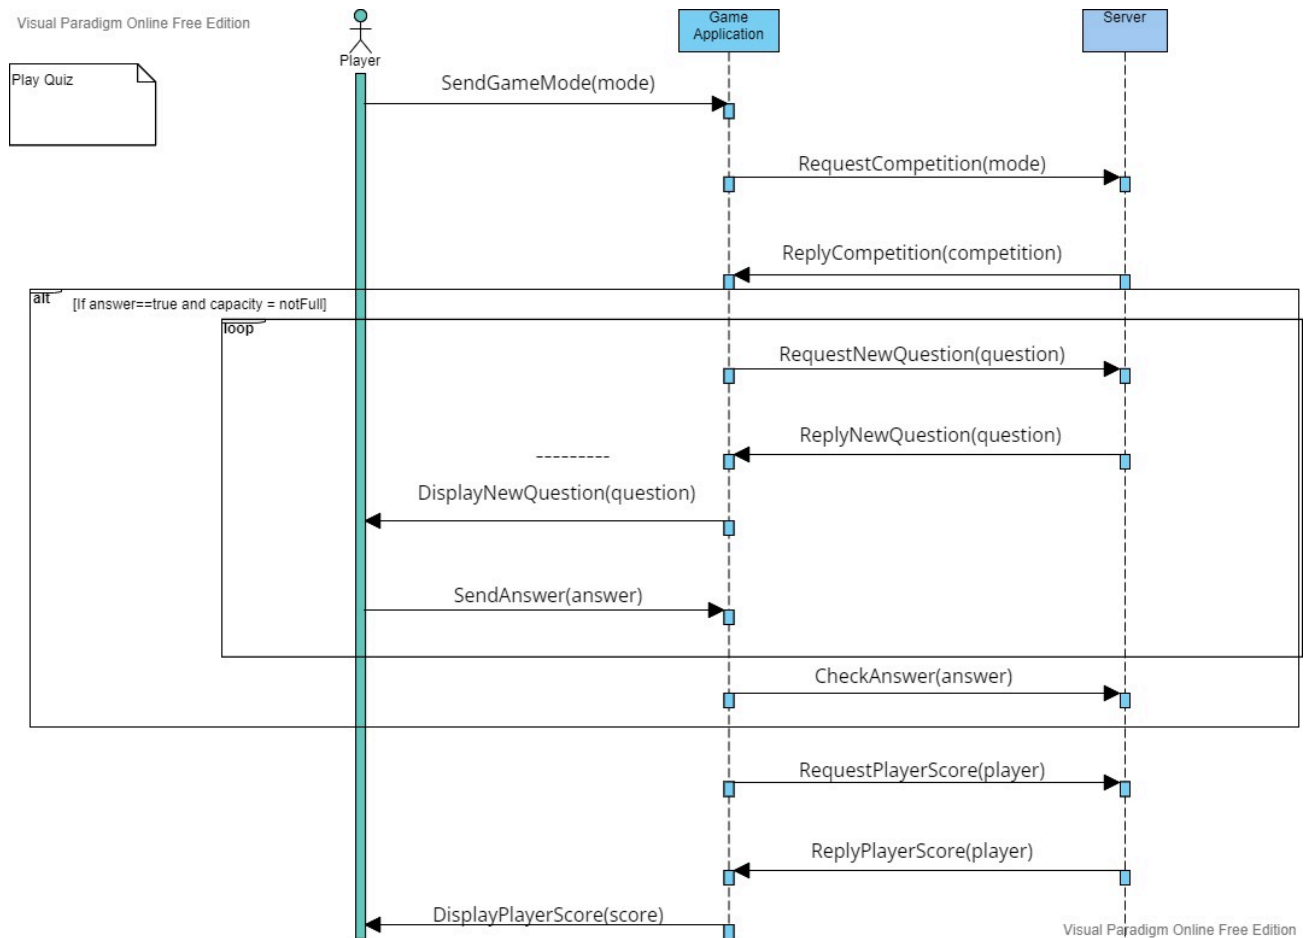 Visual Paradigm Online Free Edition
Player
Game
Application
Server
Play Quiz
SendGameMode(mode)
RequestCompetition(mode)
ReplyCompetition(competition)
alt
[If answer==true and capacity = notFull]
loop
RequestNewQuestion(question)
ReplyNewQuestion(question)
---------
DisplayNewQuestion(question)
SendAnswer(answer)
CheckAnswer(answer)
RequestPlayerScore(player)
ReplyPlayerScore(player)
DisplayPlayerScore(score)
Visual Paradigm Online Free Edition